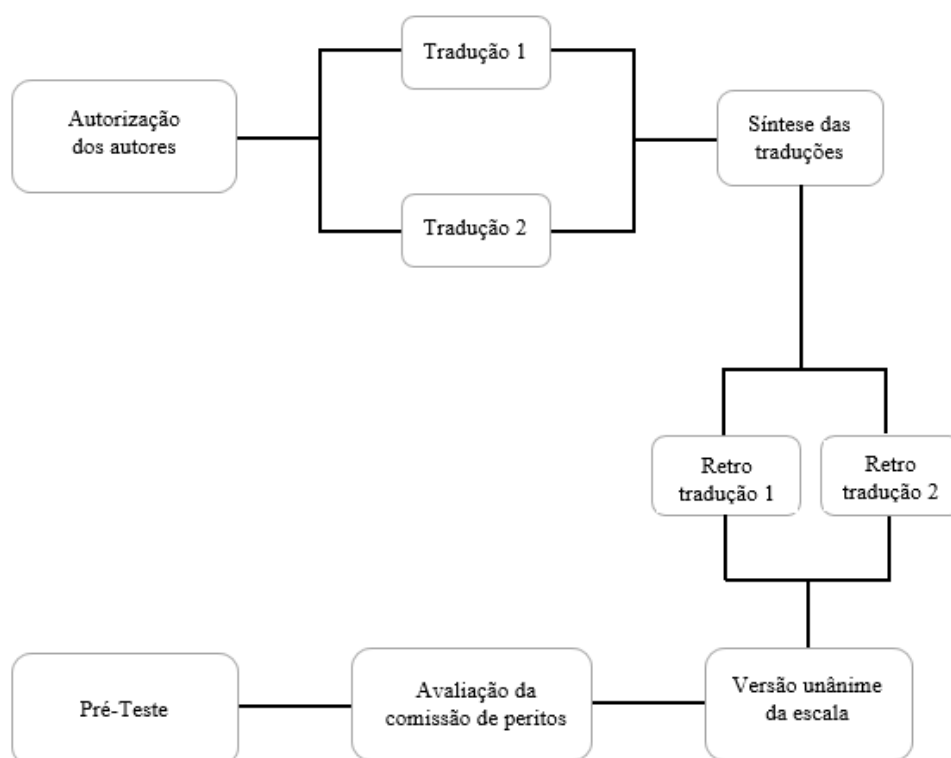 Autorização
dos autores
Tradução 1
Tradução 2
Síntese das
traduções
Retro
tradução 1
Retro
tradução 2
Versão unânime
da escala
Avaliação da
comissão de peritos
Pré-Teste